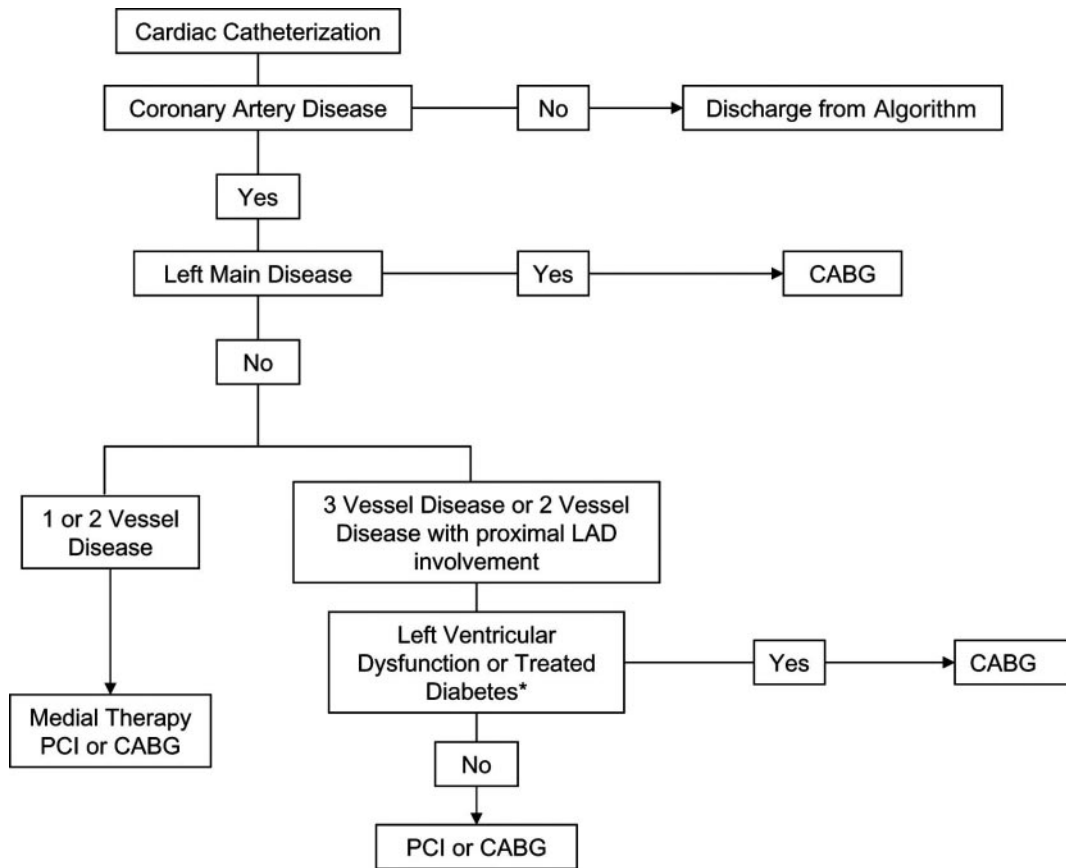 Cardiac Catheterization
Coronary Artery Disease
No
Discharge from Algorithm
Yes
Left Main Disease
Yes
CABG
No
1 or 2 Vessel
Disease
3 Vessel Disease or 2 Vessel
Disease with proximal LAD
involvement
Left Ventricular
Dysfunction or Treated
Diabetes*
Yes
CABG
Medial Therapy
PCI or CABG
No
PCI or CABG